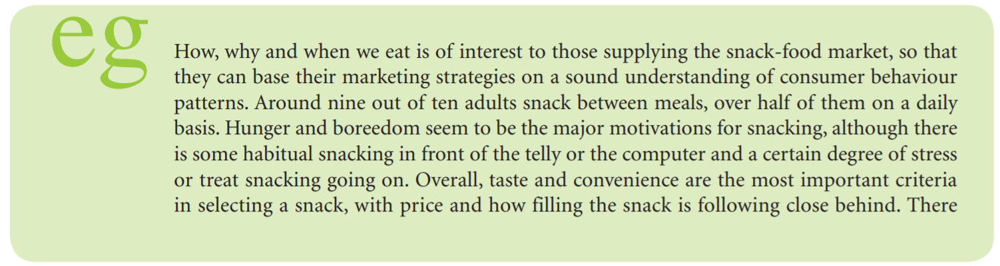 eg
How, why and when we eat is of interest to those supplying the snack-food market, so that
they can base their marketing strategies on a sound understanding of consumer behaviour
patterns. Around nine out of ten adults snack between meals, over half of them on a daily
basis. Hunger and boreedom seem to be the major motivations for snacking, although there
is some habitual snacking in front of the telly or the computer and a certain degree of stress
or treat snacking going on. Overall, taste and convenience are the most important criteria
in selecting a snack, with price and how filling the snack is following close behind. There